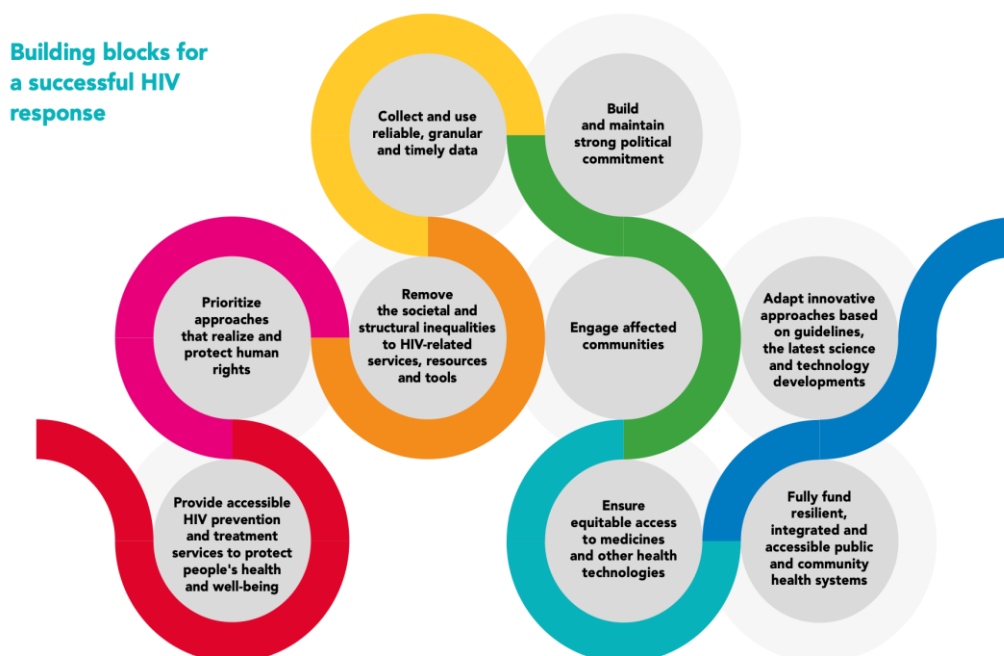 Building blocks for
a successful HIV
response
Collect and use
reliable, granular
and timely data
Build
and maintain
strong political
commitment
Prioritize
approaches
that realize and
protect human
rights
Remove
the societal and
structural inequalities
to HIV-related
services, resources
and tools
Engage affected
communities
Adapt innovative
approaches based
on guidelines,
the latest science
and technology
developments
Provide accessible
HIV prevention
and treatment
services to protect
people's health
and well-being
Ensure
equitable access
to medicines
and other health
technologies
Fully fund
resilient,
integrated and
accessible public
and community
health systems